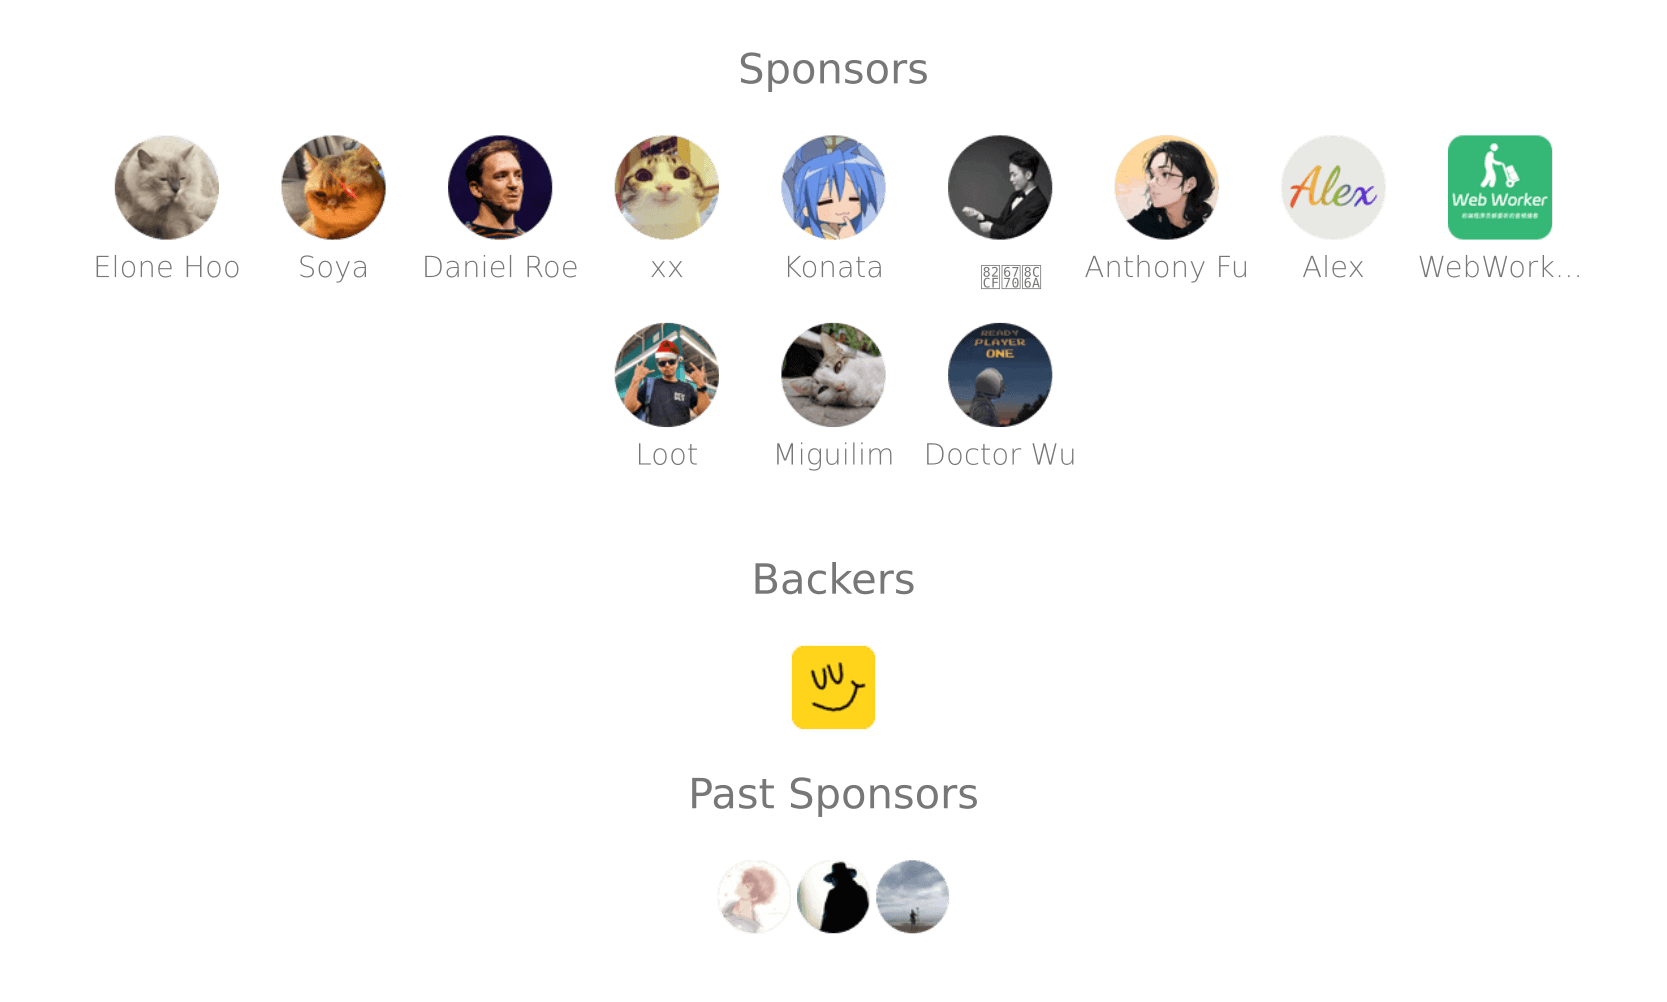 Sponsors
Alex
Web Worker
Elone Hoo Soya Daniel Roe xx Konata Anthony Fu Alex WebWork...
READY
PLAYER
ONE
Loot Miguilim Doctor Wu
Backers
Past Sponsors